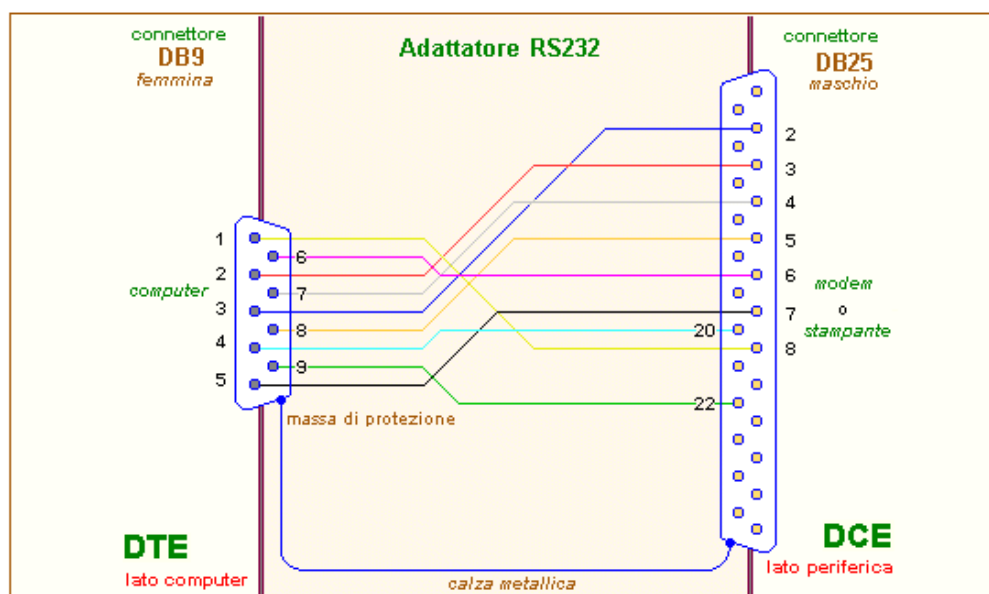 connettore
DB9
femmina
Adattatore RS232
connettore
DB25
maschio
2
3
4
5
6
7
20
8
22
1
6
2
7
3
8
4
9
5
computer
modem
o
stampante
massa di protezione
DTE
lato computer
calza metallica
DCE
lato periferica